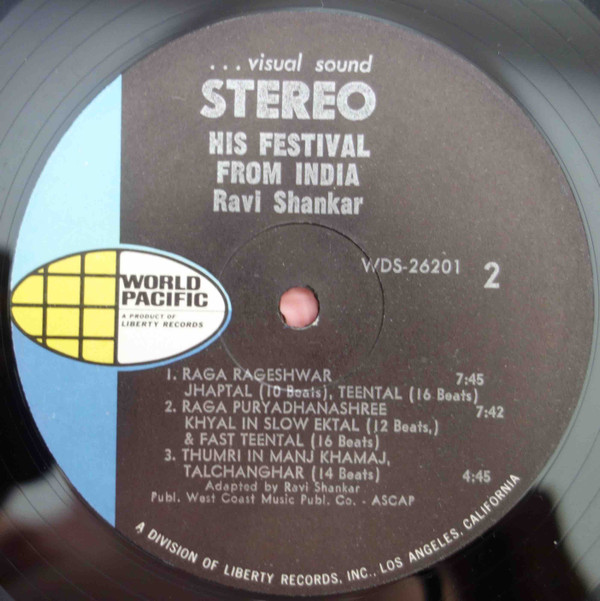 ...visual sound
STEREO
HIS FESTIVAL
FROM INDIA
Ravi Shankar
WDS-26201 2
WORLD
PACIFIC
A PRODUCT OF
LIBERTY RECORDS
1. RAGA RAGESHWAR 7:45
JHAPTAL (10 Beats), TEENTAL (16 Beats)
2. RAGA PURYADHANASHREE 7:42
KHYAL IN SLOW EKTAL (12 Beats,)
& FAST TEENTAL (16 Beats)
3. THUMRI IN MANJ KHAMAJ,
TALCHANGHAR (14 Beats) 4:45
Adapted by Ravi Shankar
Publ. West Coast Music Publ. Co. - ASCAP
A DIVISION OF LIBERTY RECORDS, INC., LOS ANGELES, CALIFORNIA